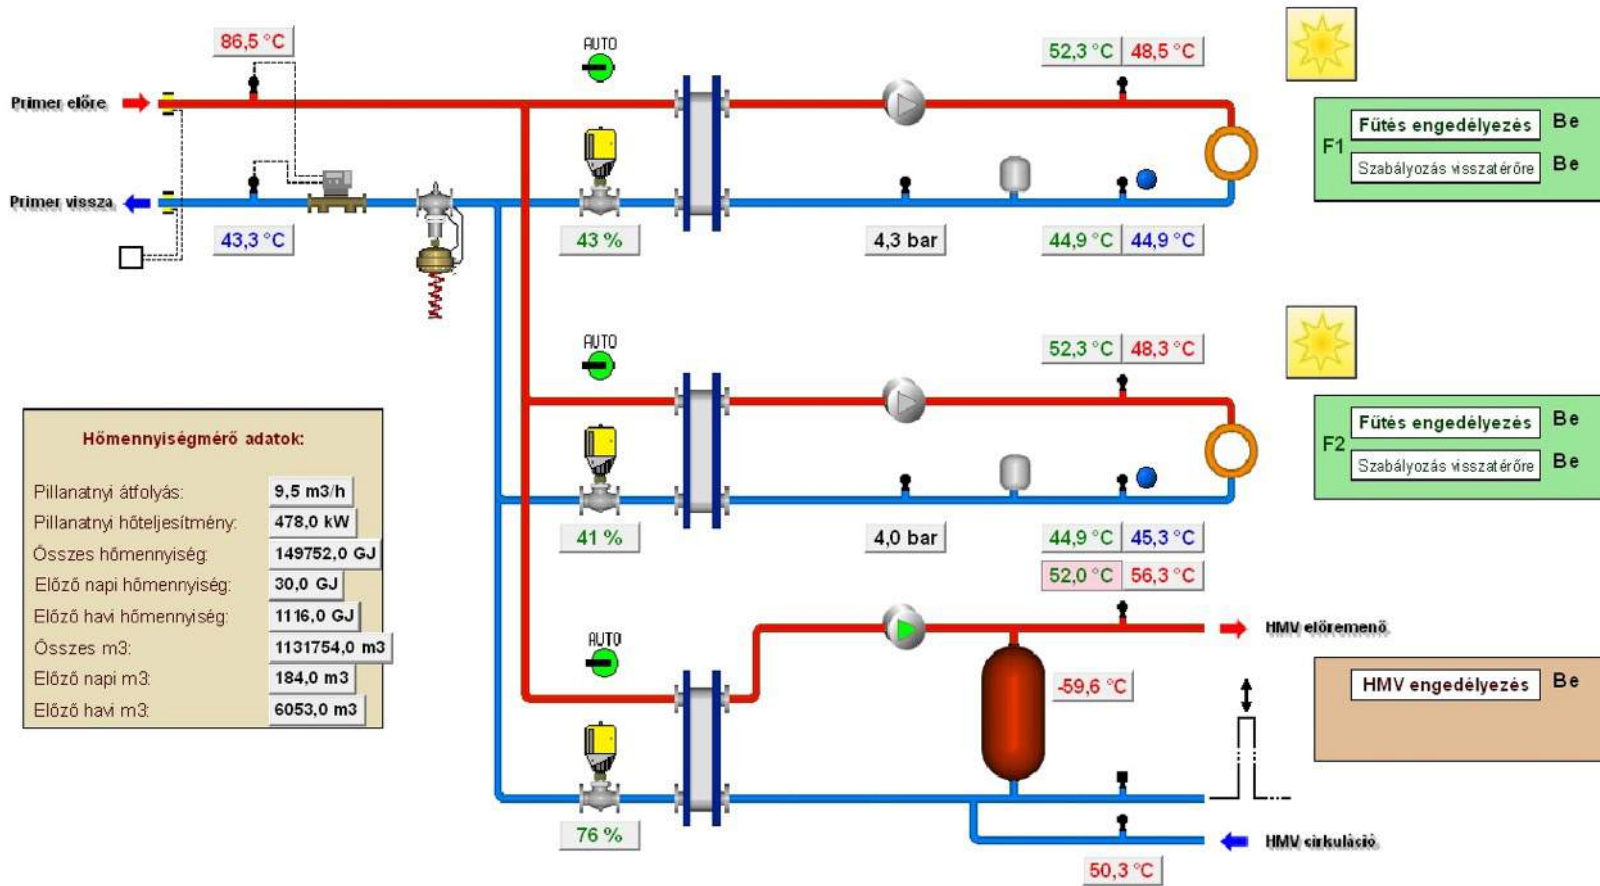 86,5 °C
AUTO
52,3 °C 48,5 °C
Primer előre
F1
Fűtés engedélyezés Be
Szabályozás visszatérőre Be
Primer vissza
43,3 °C
43 %
4,3 bar
44,9 °C 44,9 °C
AUTO
52,3 °C 48,3 °C
F2
Fűtés engedélyezés Be
Szabályozás visszatérőre Be
Hőmennyiségmérő adatok:
Pillanatnyi átfolyás: 9,5 m3/h
Pillanatnyi hőteljesítmény: 478,0 kW
Összes hőmennyiség: 149752,0 GJ
Előző napi hőmennyiség: 30,0 GJ
Előző havi hőmennyiség: 1116,0 GJ
Összes m3: 1131754,0 m3
Előző napi m3: 184,0 m3
Előző havi m3: 6053,0 m3
41 %
4,0 bar
44,9 °C 45,3 °C
52,0 °C 56,3 °C
AUTO
HMV előremenő
-59,6 °C
HMV engedélyezés Be
76 %
HMV cirkuláció
50,3 °C